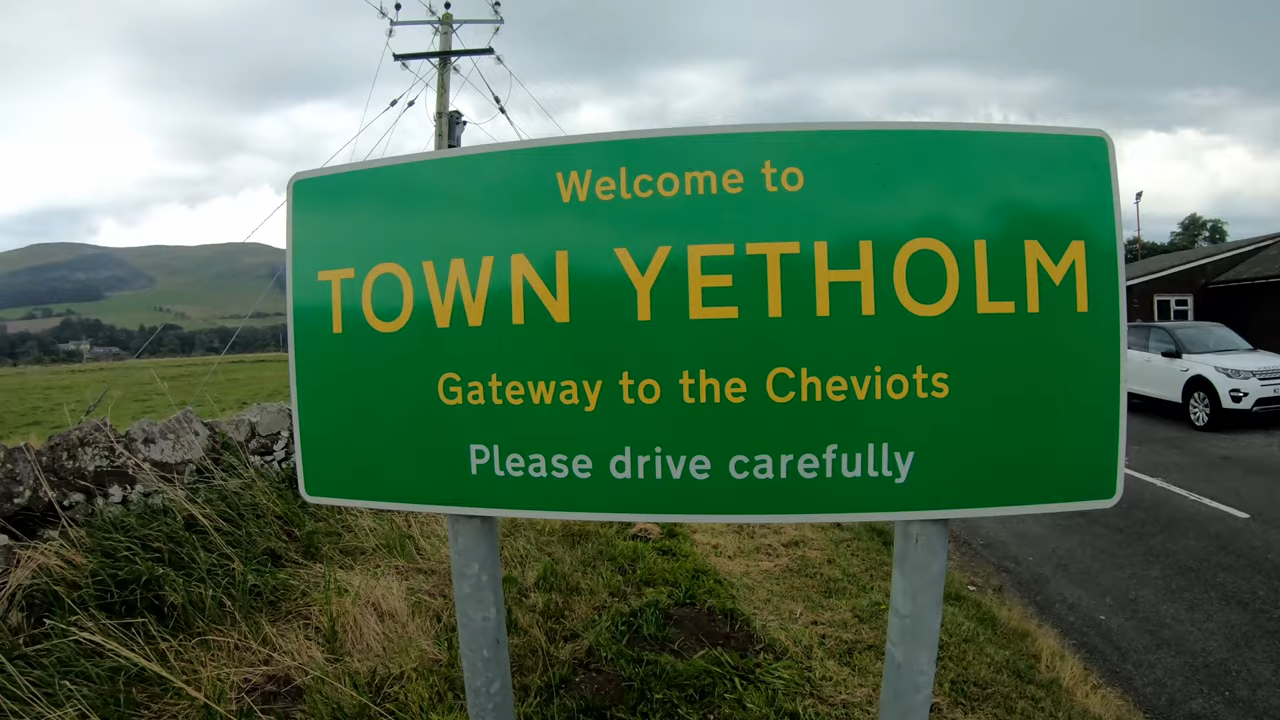 Welcome to
TOWN YETHOLM
Gateway to the Cheviots
Please drive carefully